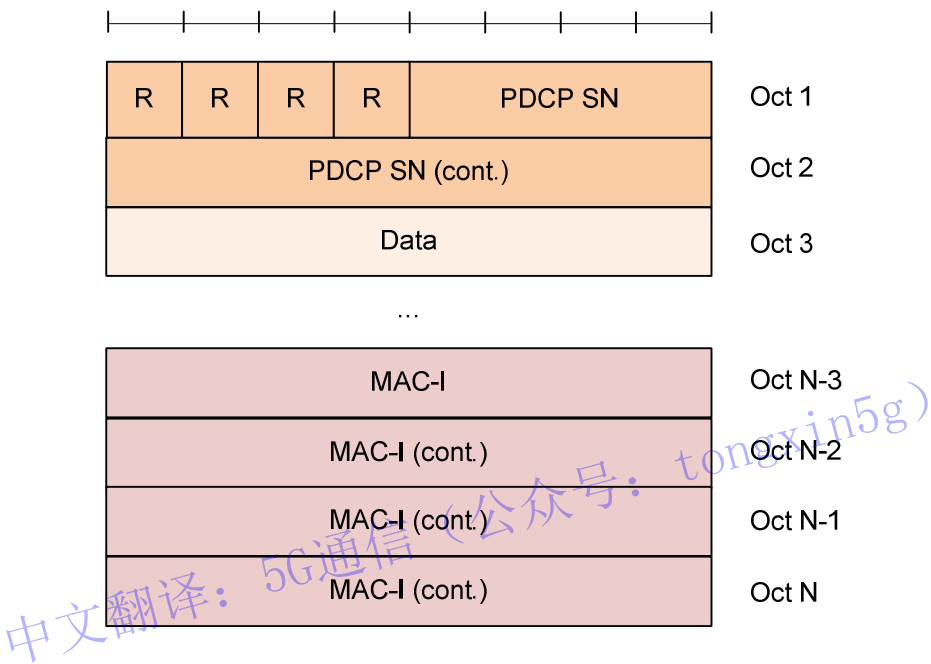 R R R R PDCP SN Oct 1
PDCP SN (cont.) Oct 2
Data Oct 3
...
MAC-I Oct N-3
MAC-I (cont.) Oct N-2
MAC-I (cont.) Oct N-1
MAC-I (cont.) Oct N
中文翻译：5G通信（公众号：tongxin5g）